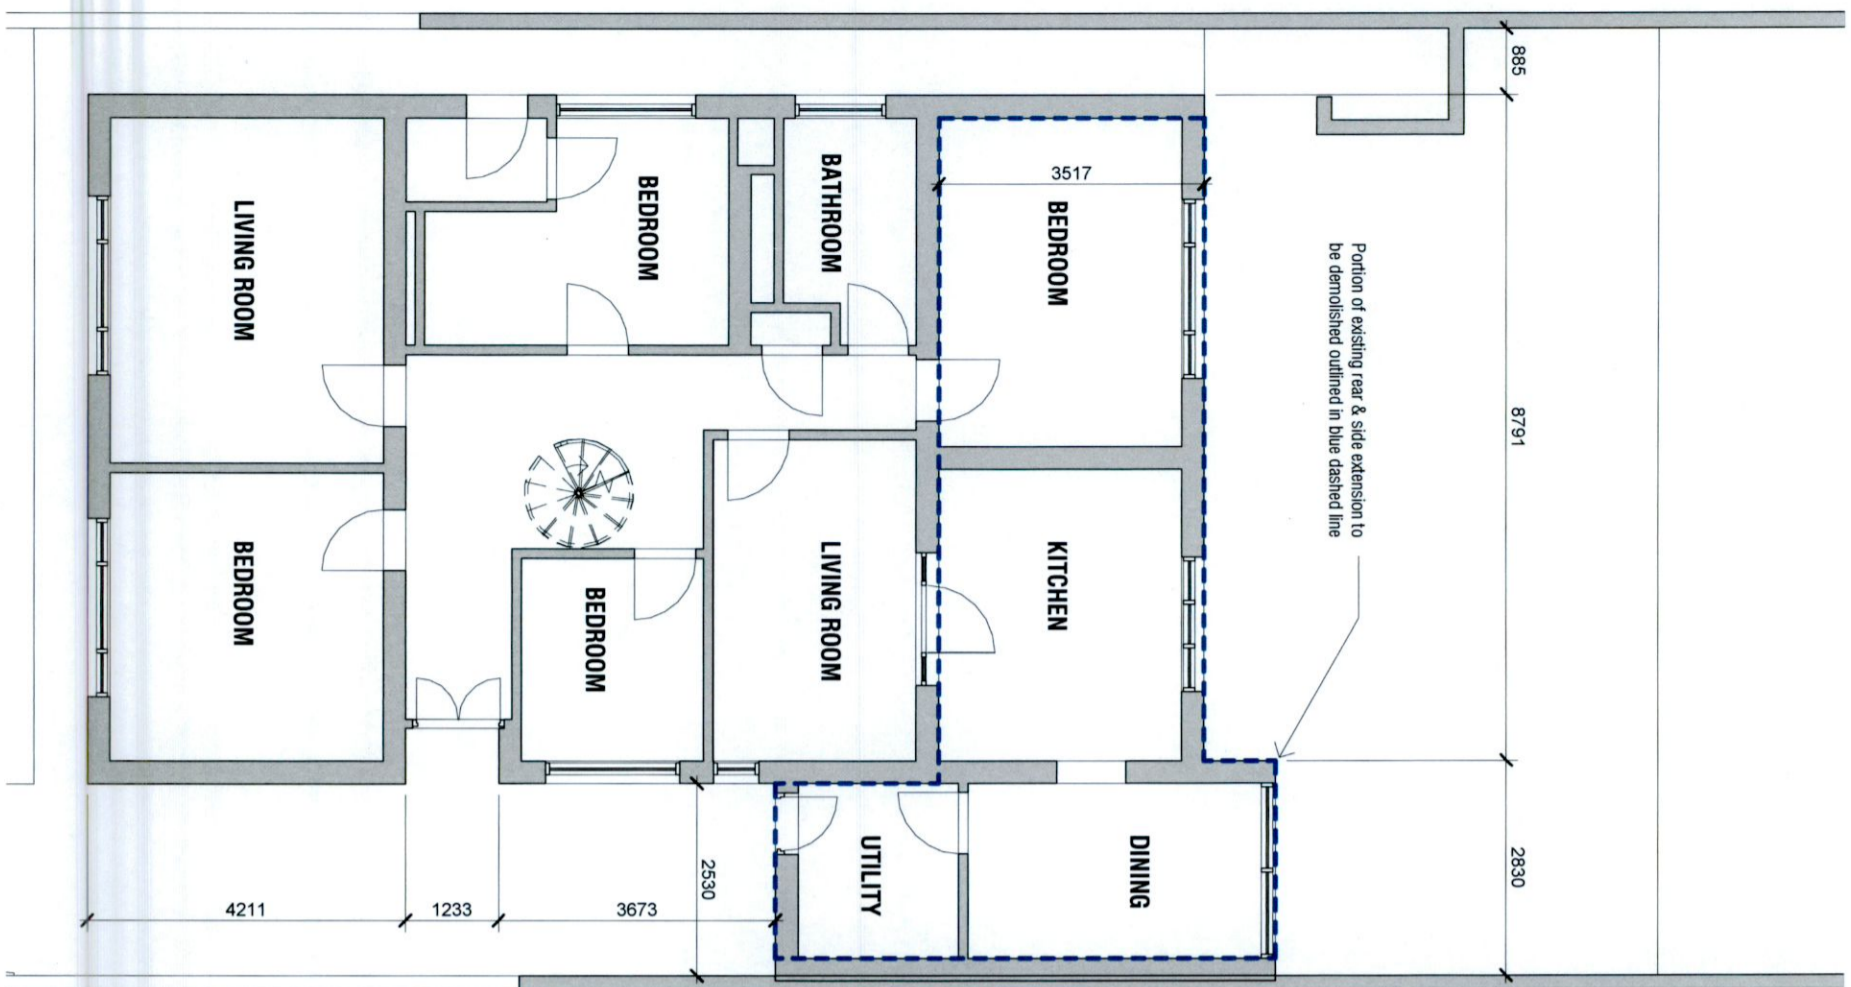 885
BEDROOM
BATHROOM
3517
LIVING ROOM
BEDROOM
Portion of existing rear & side extension to
be demolished outlined in blue dashed line
8791
BEDROOM
BEDROOM
LIVING ROOM
KITCHEN
2530
UTILITY
DINING
2830
4211
1233
3673